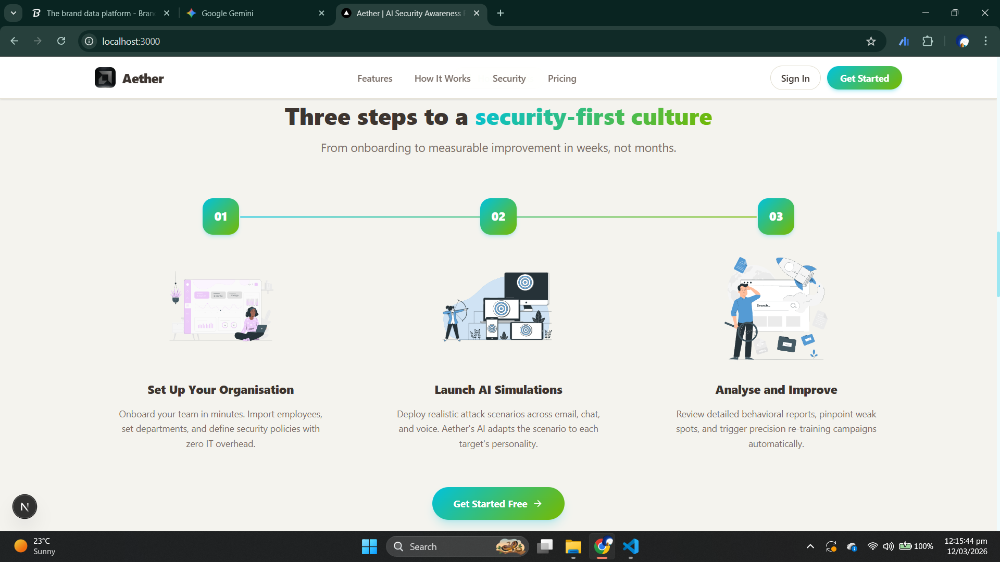 The brand data platform - Bran
Google Gemini
Aether | AI Security Awareness
localhost:3000
Aether
Features
How It Works
Security
Pricing
Sign In
Get Started
Three steps to a security-first culture
From onboarding to measurable improvement in weeks, not months.
01
02
03
Search...
Set Up Your Organisation
Onboard your team in minutes. Import employees,
set departments, and define security policies with
zero IT overhead.
Launch AI Simulations
Deploy realistic attack scenarios across email, chat,
and voice. Aether's AI adapts the scenario to each
target's personality.
Analyse and Improve
Review detailed behavioral reports, pinpoint weak
spots, and trigger precision re-training campaigns
automatically.
Get Started Free →
N
23°C
Sunny
Search
100%
12:15:44 pm
12/03/2026